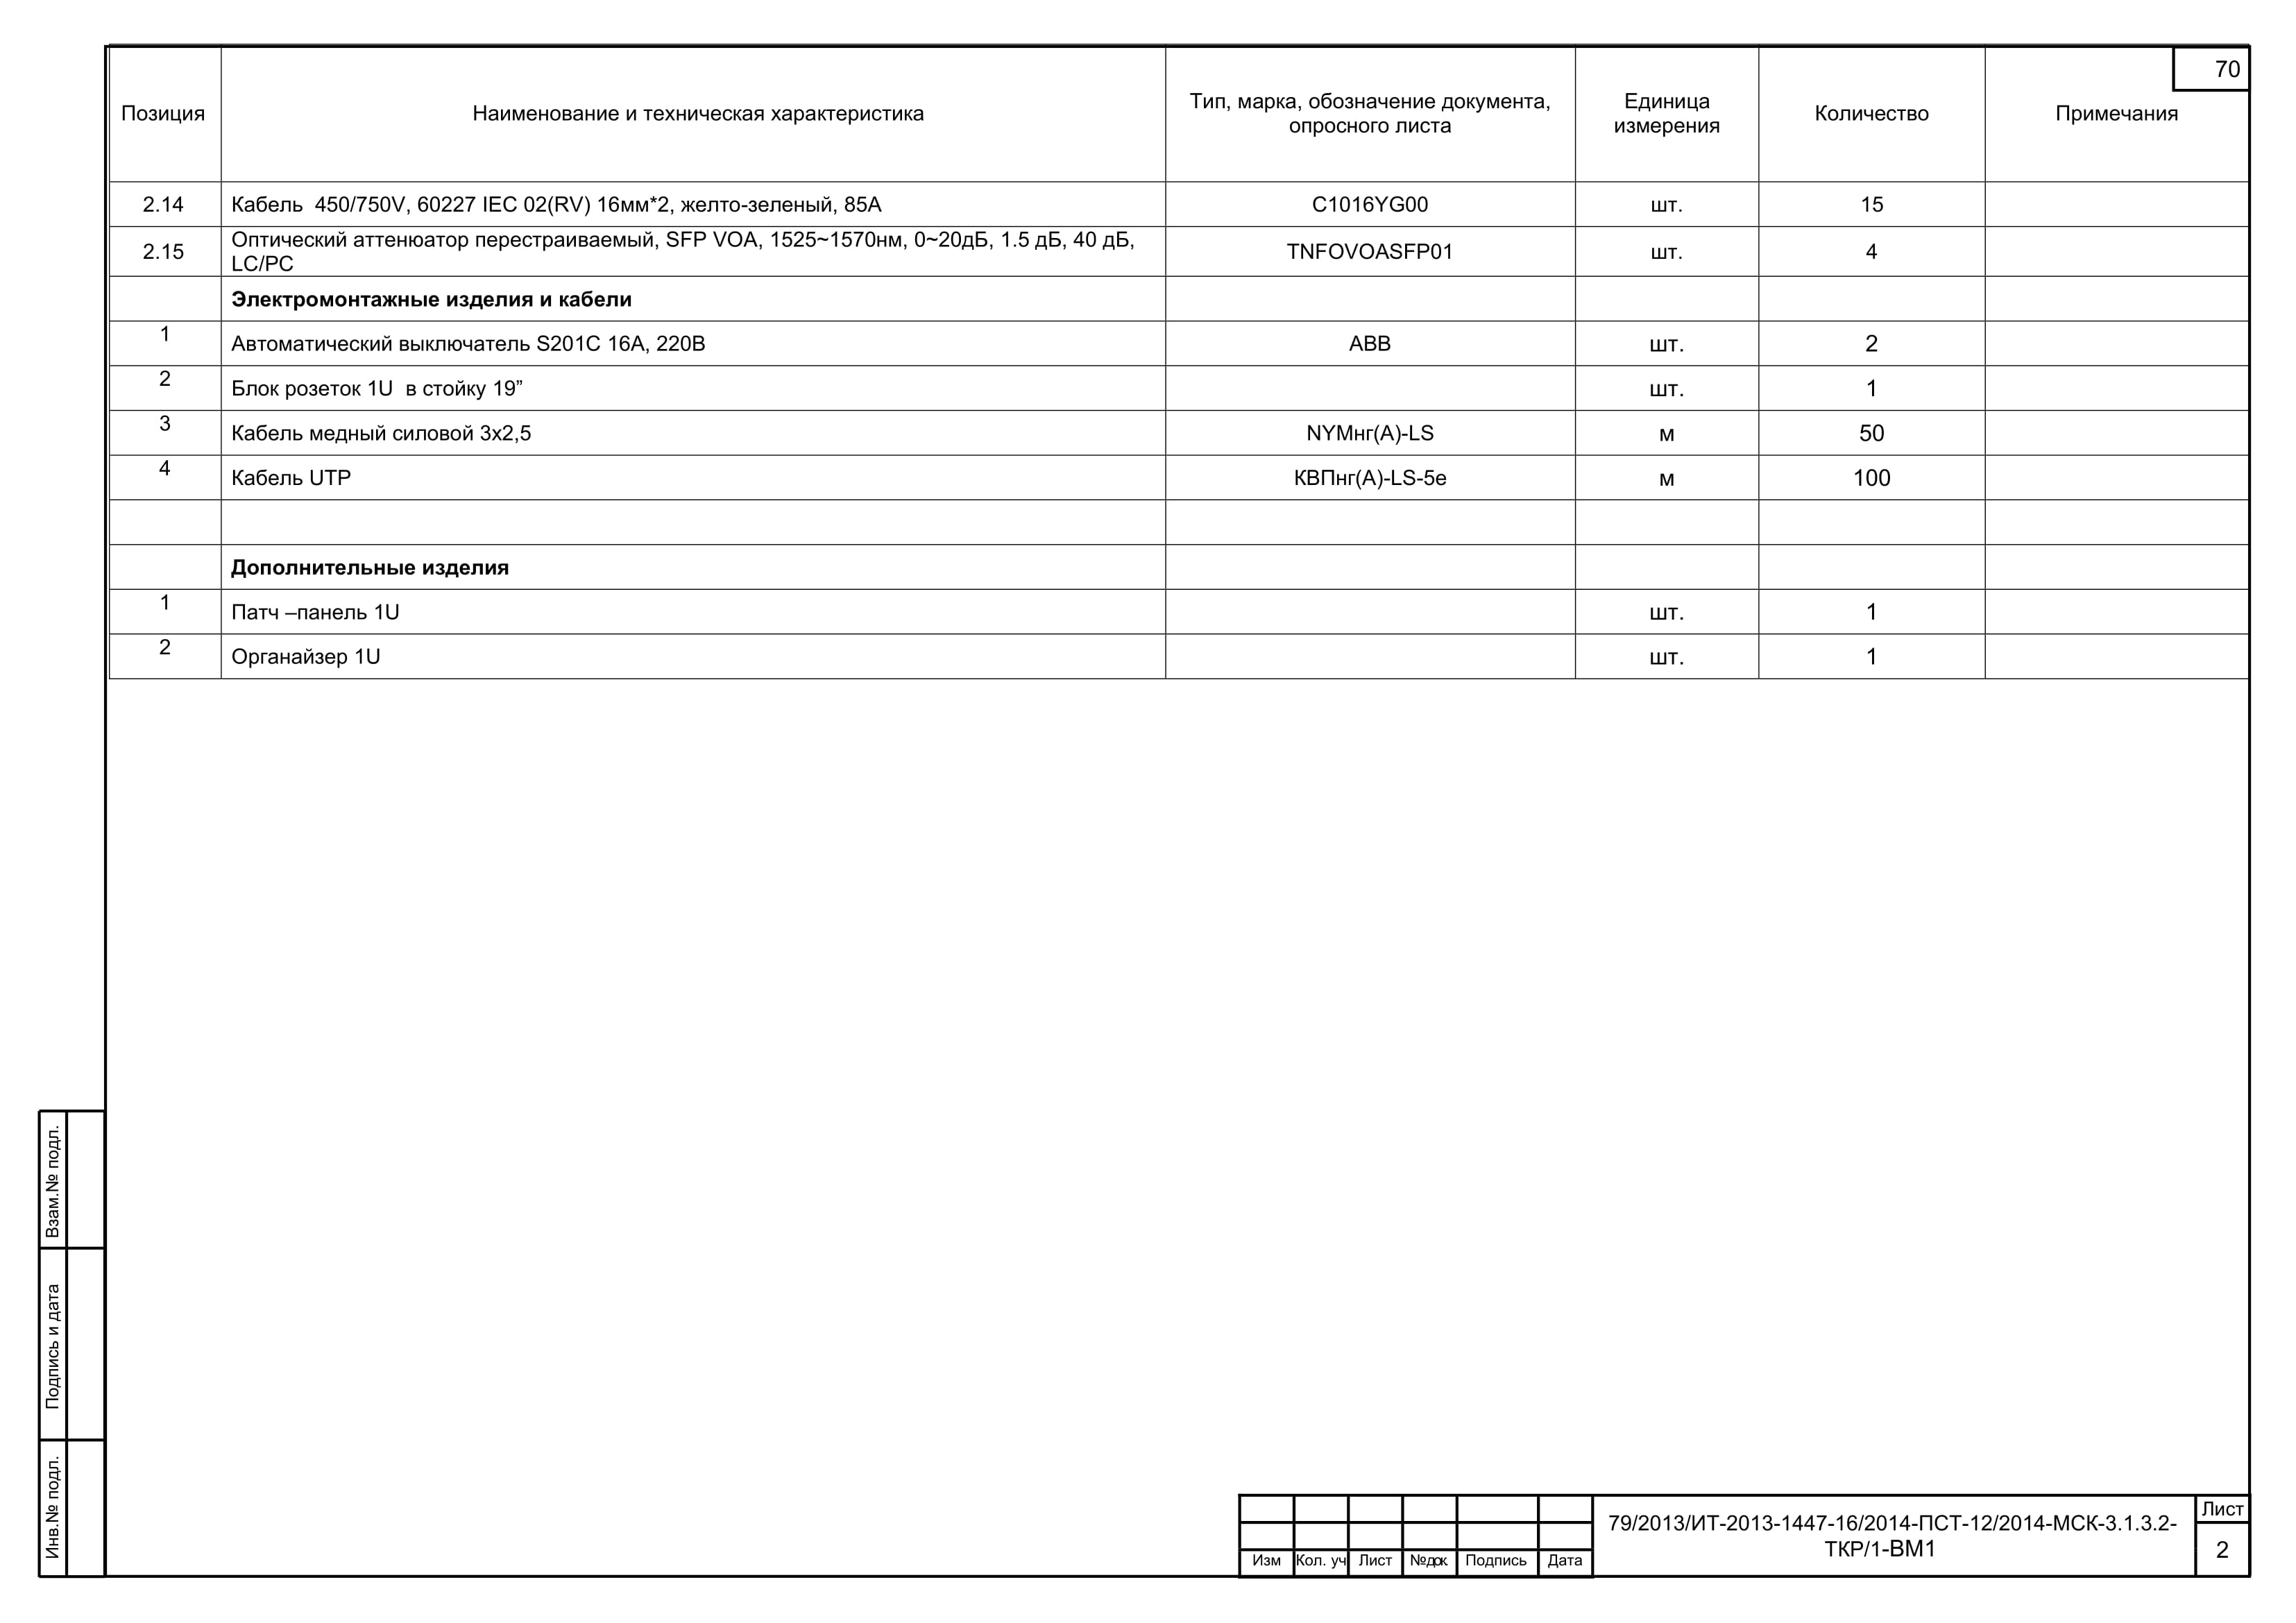 70
Позиция Наименование и техническая характеристика Тип, марка, обозначение документа, опросного листа Единица измерения Количество Примечания
2.14 Кабель 450/750V, 60227 IEC 02(RV) 16мм*2, желто-зеленый, 85А C1016YG00 шт. 15
2.15 Оптический аттенюатор перестраиваемый, SFP VOA, 1525~1570нм, 0~20дБ, 1.5 дБ, 40 дБ, LC/PC TNFOVOASFP01 шт. 4
Электромонтажные изделия и кабели
1 Автоматический выключатель S201C 16А, 220В ABB шт. 2
2 Блок розеток 1U в стойку 19” шт. 1
3 Кабель медный силовой 3х2,5 NYMнг(А)-LS м 50
4 Кабель UTP КВПнг(А)-LS-5е м 100
Дополнительные изделия
1 Патч –панель 1U шт. 1
2 Органайзер 1U шт. 1
Взам.№ подл.
Подпись и дата
Инв.№ подл.
Изм Кол. уч Лист №док Подпись Дата
79/2013/ИТ-2013-1447-16/2014-ПСТ-12/2014-МСК-3.1.3.2-
ТКР/1-ВМ1
Лист
2